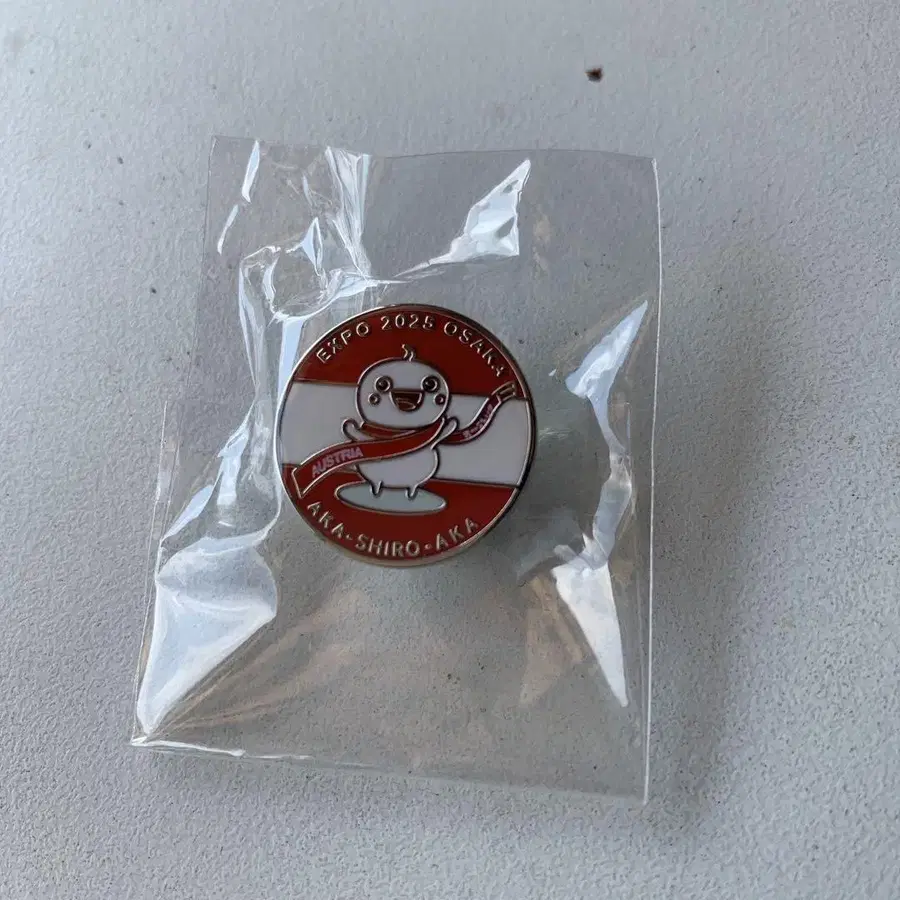 EXPO 2025 OSAKA
AUSTRIA
AKA • SHIRO • AKA